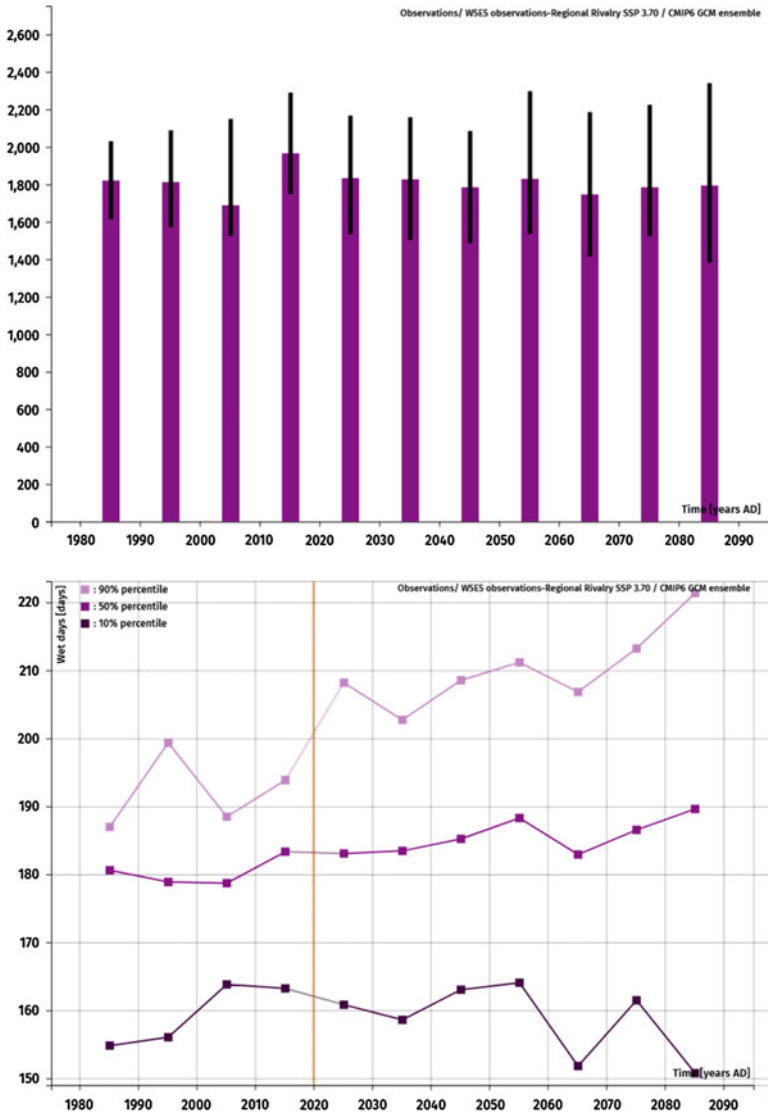 Observations/ W5E5 observations-Regional Rivalry SSP 3.70 / CMIP6 GCM ensemble
2,600
2,400
2,200
2,000
1,800
1,600
1,400
1,200
1,000
800
600
400
200
0
Time [years AD]
1980 1990 2000 2010 2020 2030 2040 2050 2060 2070 2080 2090
Observations/ W5E5 observations-Regional Rivalry SSP 3.70 / CMIP6 GCM ensemble
: 90% percentile
: 50% percentile
: 10% percentile
Wet days [days]
220
210
200
190
180
170
160
150
Time [years AD]
1980 1990 2000 2010 2020 2030 2040 2050 2060 2070 2080 2090